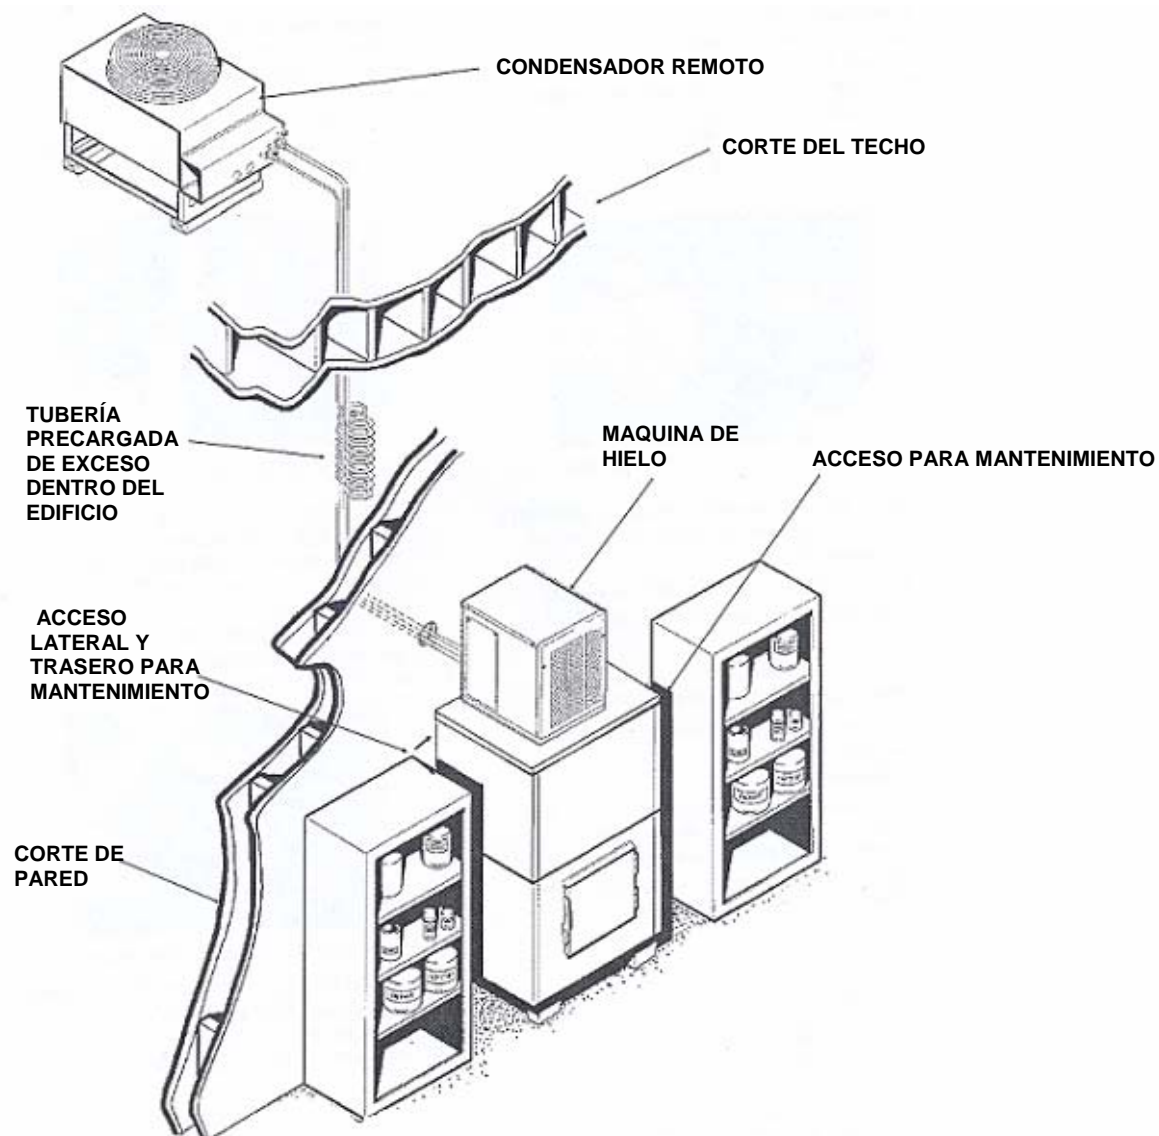 CONDENSADOR REMOTO
CORTE DEL TECHO
TUBERÍA
PRECARGADA
DE EXCESO
DENTRO DEL
EDIFICIO
MAQUINA DE
HIELO
ACCESO PARA MANTENIMIENTO
ACCESO
LATERAL Y
TRASERO PARA
MANTENIMIENTO
CORTE DE
PARED